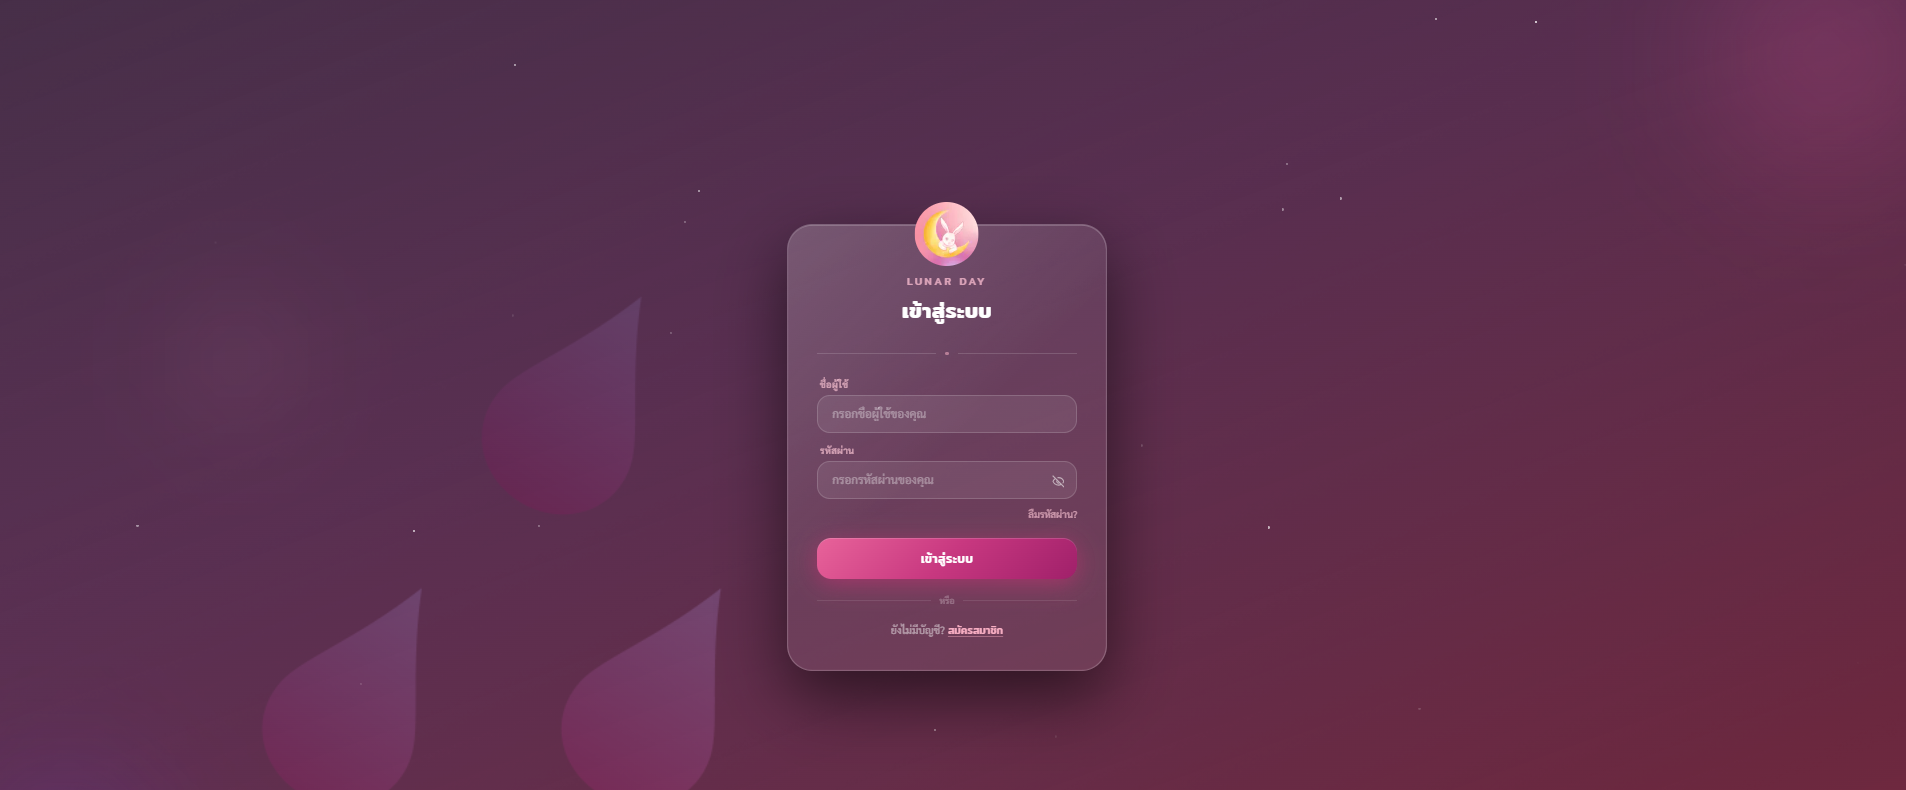 LUNAR DAY
เข้าสู่ระบบ
ชื่อผู้ใช้
กรอกชื่อผู้ใช้ของคุณ
รหัสผ่าน
กรอกรหัสผ่านของคุณ
ลืมรหัสผ่าน?
เข้าสู่ระบบ
หรือ
ยังไม่มีบัญชี? สมัครสมาชิก